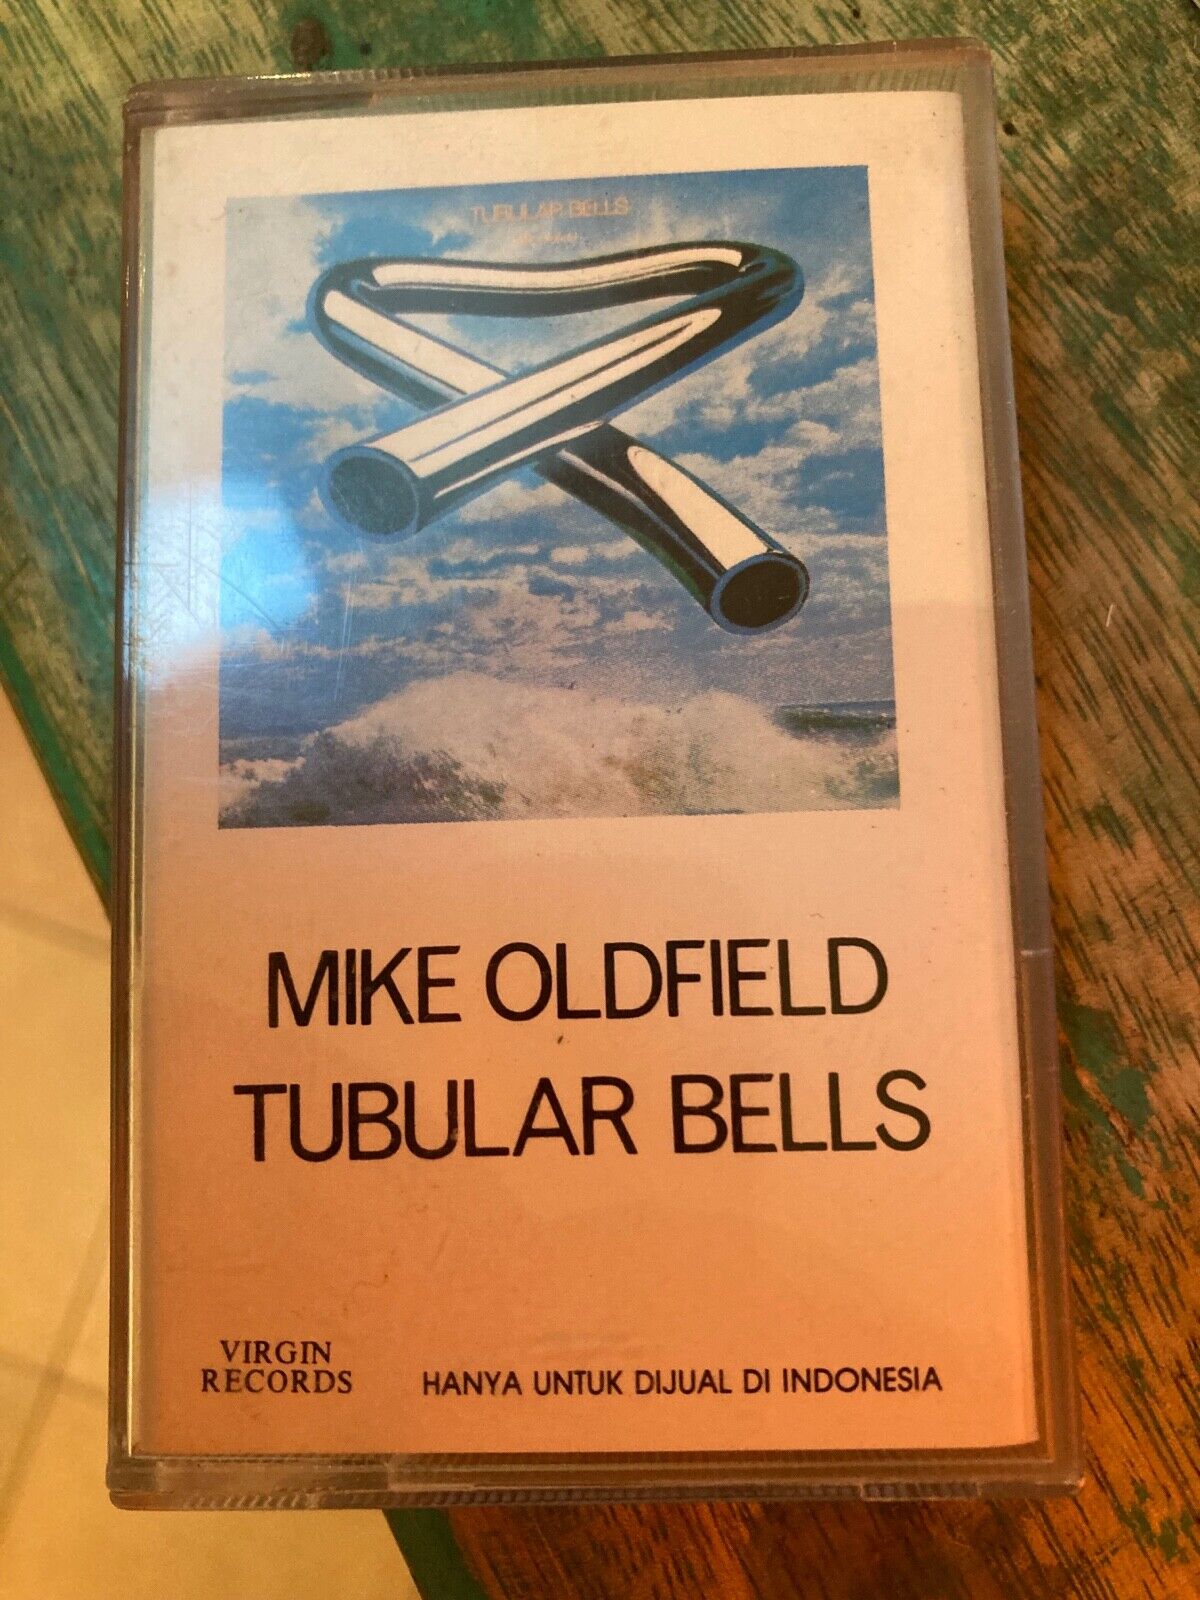 TUBULAR BELLS
MIKE OLDFIELD
TUBULAR BELLS
VIRGIN
RECORDS
HANYA UNTUK DIJUAL DI INDONESIA